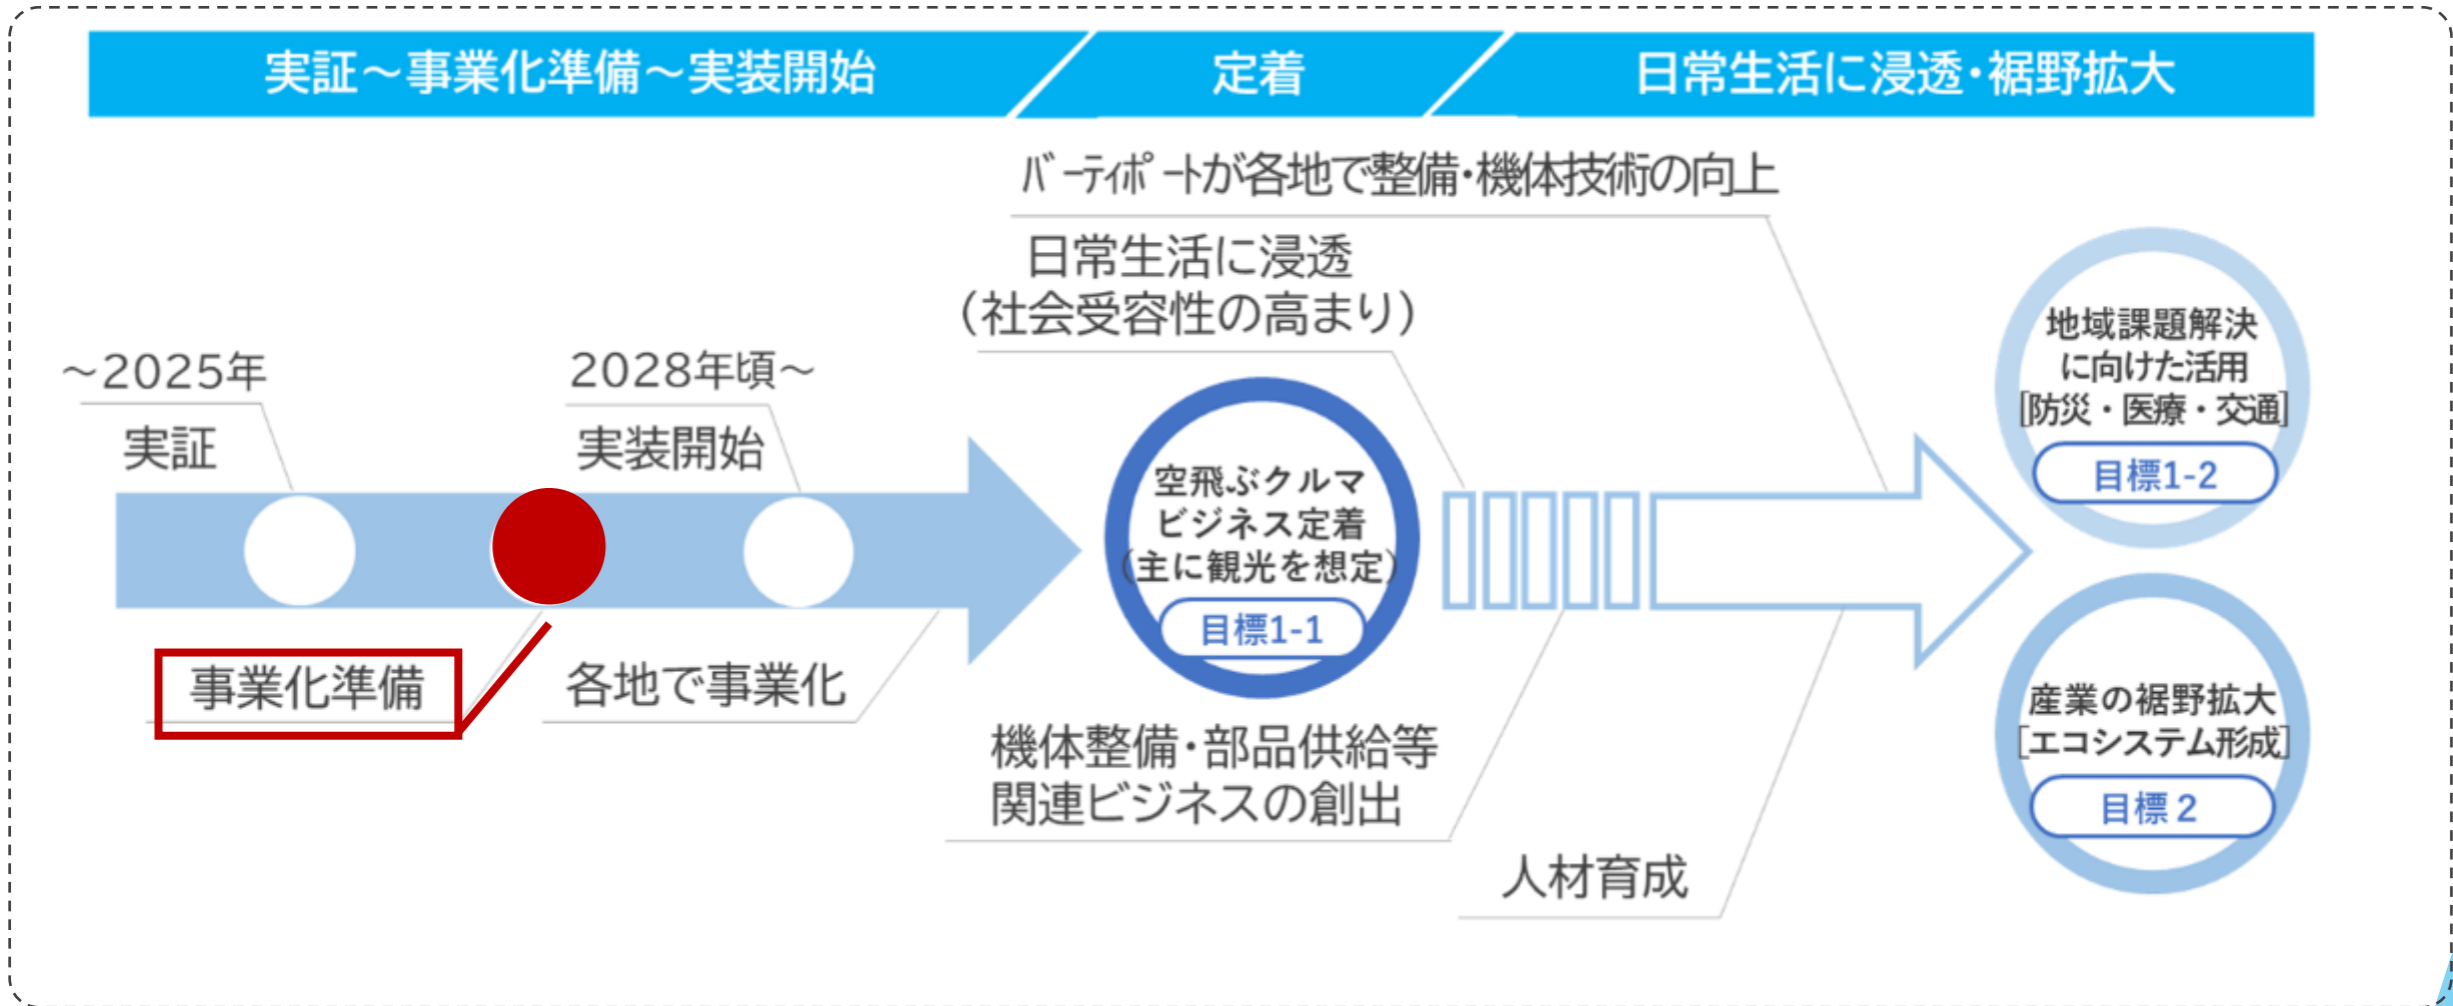 実証～事業化準備～実装開始
定着
日常生活に浸透・裾野拡大
バーティポートが各地で整備・機体技術の向上
日常生活に浸透
（社会受容性の高まり）
～2025年
実証
2028年頃～
実装開始
事業化準備
各地で事業化
空飛ぶクルマ
ビジネス定着
（主に観光を想定）
目標1-1
機体整備・部品供給等
関連ビジネスの創出
人材育成
地域課題解決
に向けた活用
[防災・医療・交通]
目標1-2
産業の裾野拡大
[エコシステム形成]
目標２